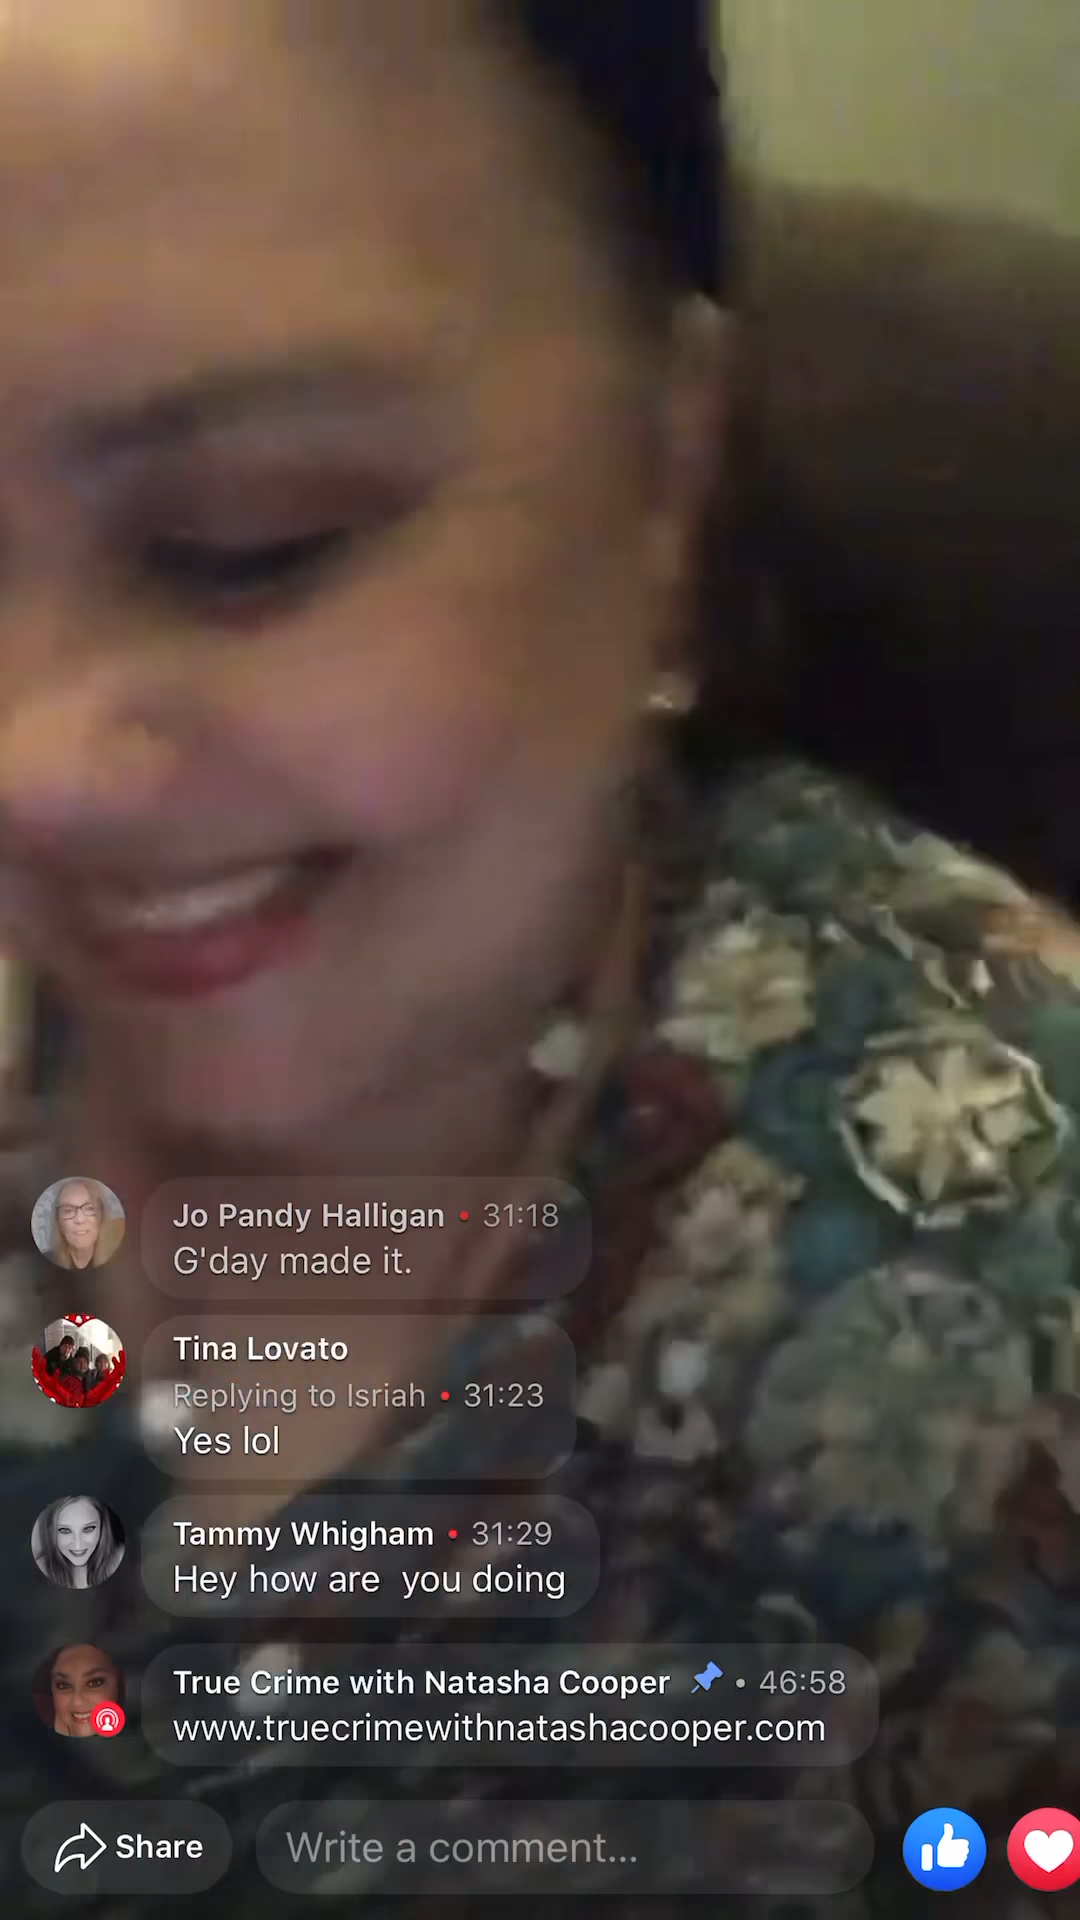 Jo Pandy Halligan • 31:18
G'day made it.
Tina Lovato
Replying to Isriah • 31:23
Yes lol
Tammy Whigham • 31:29
Hey how are  you doing
True Crime with Natasha Cooper • 46:58
www.truecrimewithnatashacooper.com
Share
Write a comment...